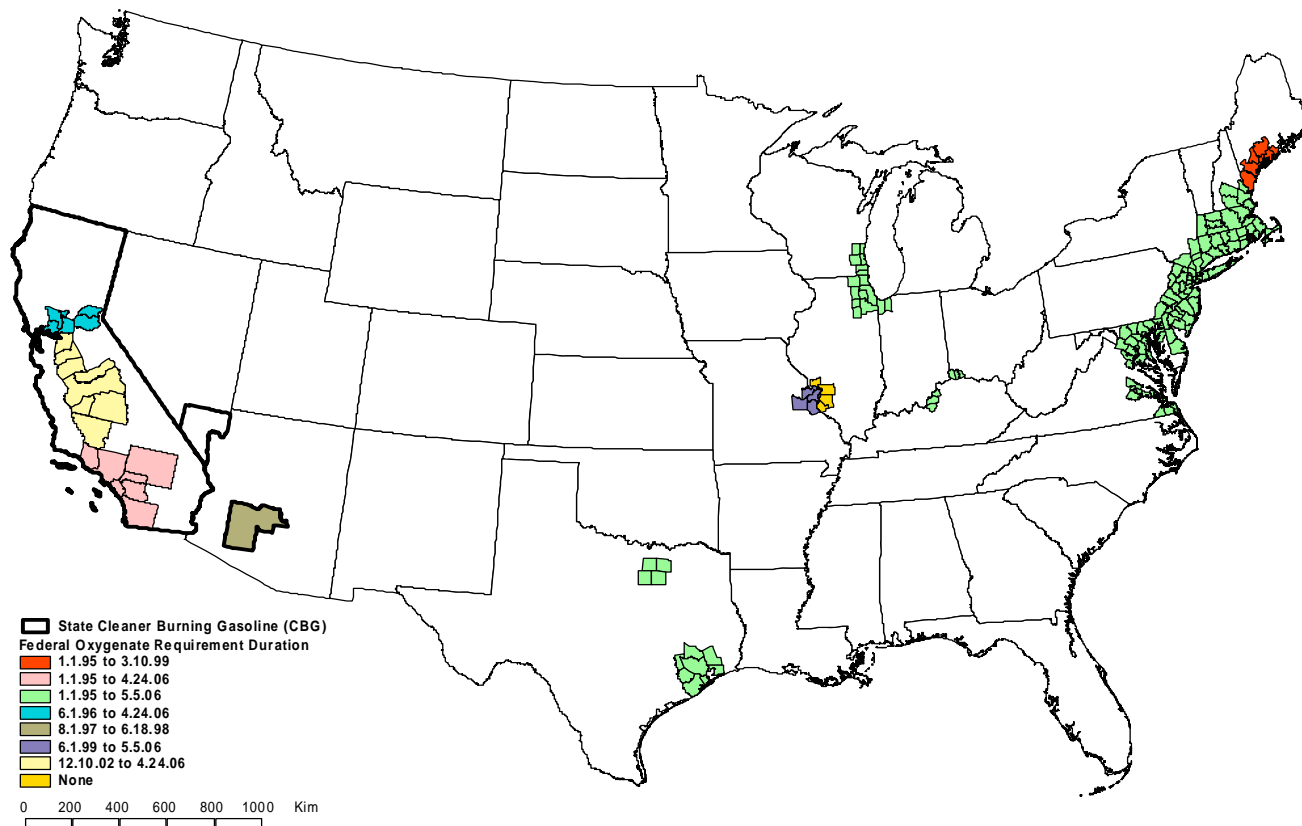 State Cleaner Burning Gasoline (CBG)
Federal Oxygenate Requirement Duration
1.1.95 to 3.10.99
1.1.95 to 4.24.06
1.1.95 to 5.5.06
6.1.96 to 4.24.06
8.1.97 to 6.18.98
6.1.99 to 5.5.06
12.10.02 to 4.24.06
None
0 200 400 600 800 1000 Kim